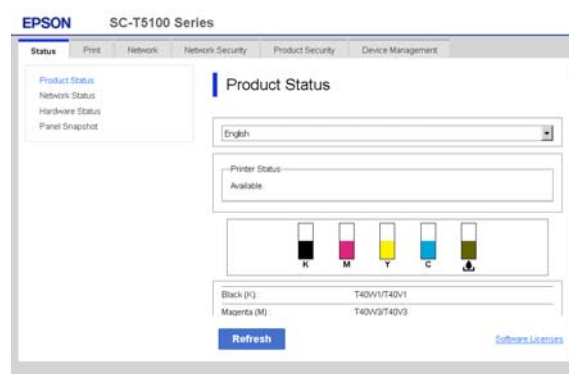 EPSON SC-T5100 Series
Status Print Network Network Security Product Security Device Management
Product Status
Network Status
Hardware Status
Panel Snapshot
Product Status
English
Printer Status
Available.
K M Y C
Black (K) : T40W1/T40V1
Magenta (M) T40W3/T40V3
Refresh
Software Licenses